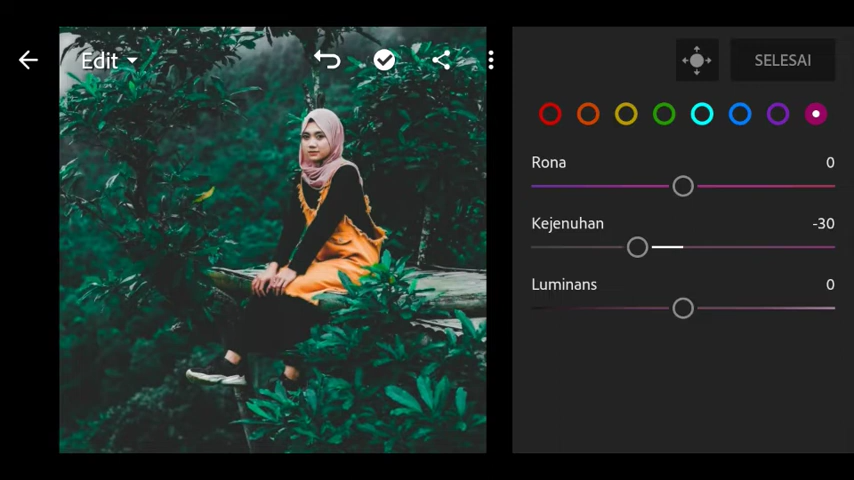 Edit
SELESAI
Rona 0
Kejenuhan -30
Luminans 0